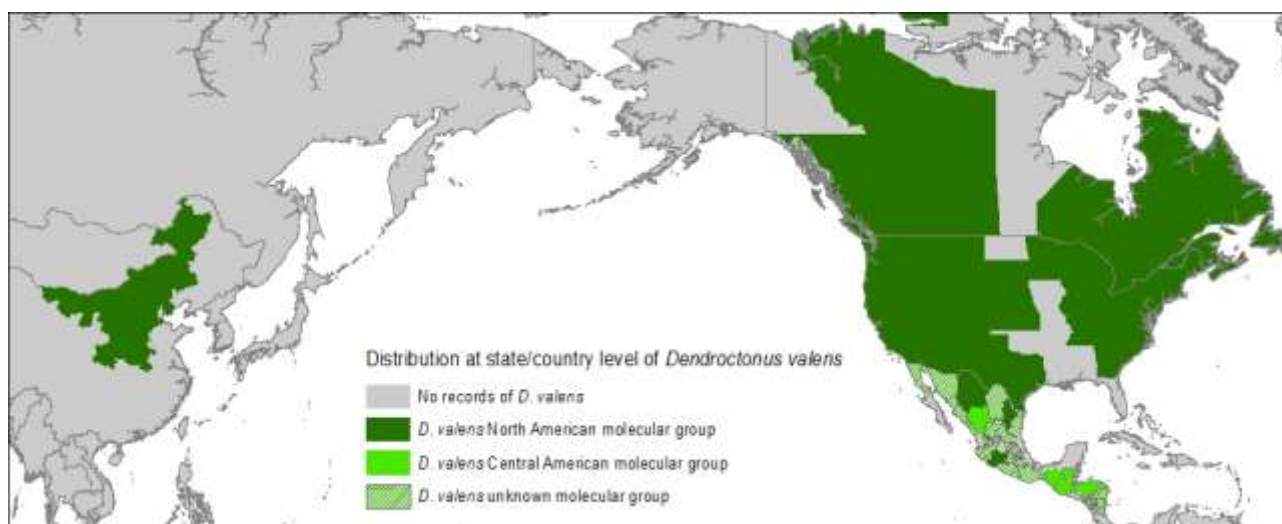 Distribution at state/country level of Dendroctonus valens
No records of D. valens
D. valens North American molecular group
D. valens Central American molecular group
D. valens unknown molecular group